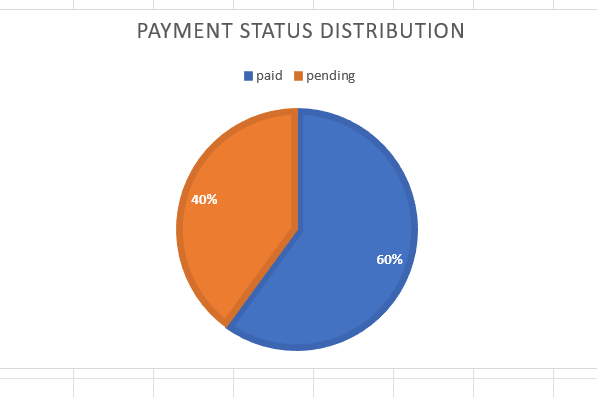 PAYMENT STATUS DISTRIBUTION
paid pending
40%
60%